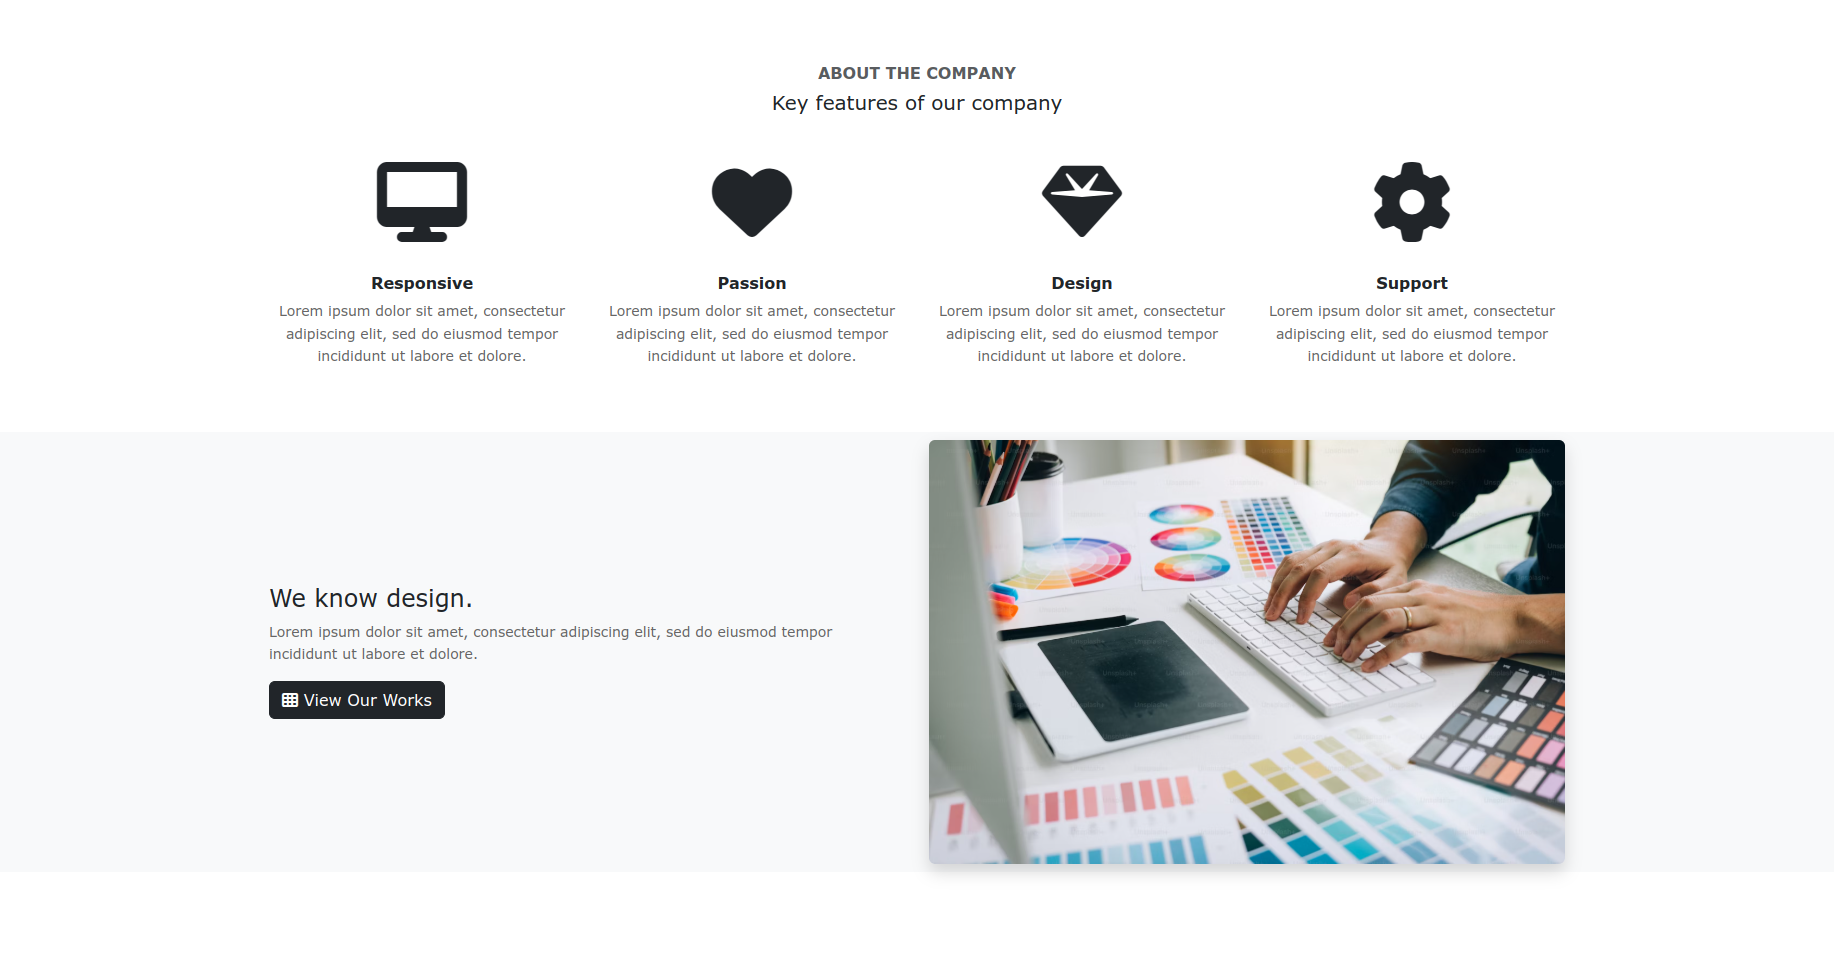 ABOUT THE COMPANY
Key features of our company
Responsive
Lorem ipsum dolor sit amet, consectetur
adipiscing elit, sed do eiusmod tempor
incididunt ut labore et dolore.
Passion
Lorem ipsum dolor sit amet, consectetur
adipiscing elit, sed do eiusmod tempor
incididunt ut labore et dolore.
Design
Lorem ipsum dolor sit amet, consectetur
adipiscing elit, sed do eiusmod tempor
incididunt ut labore et dolore.
Support
Lorem ipsum dolor sit amet, consectetur
adipiscing elit, sed do eiusmod tempor
incididunt ut labore et dolore.
We know design.
Lorem ipsum dolor sit amet, consectetur adipiscing elit, sed do eiusmod tempor
incididunt ut labore et dolore.
View Our Works